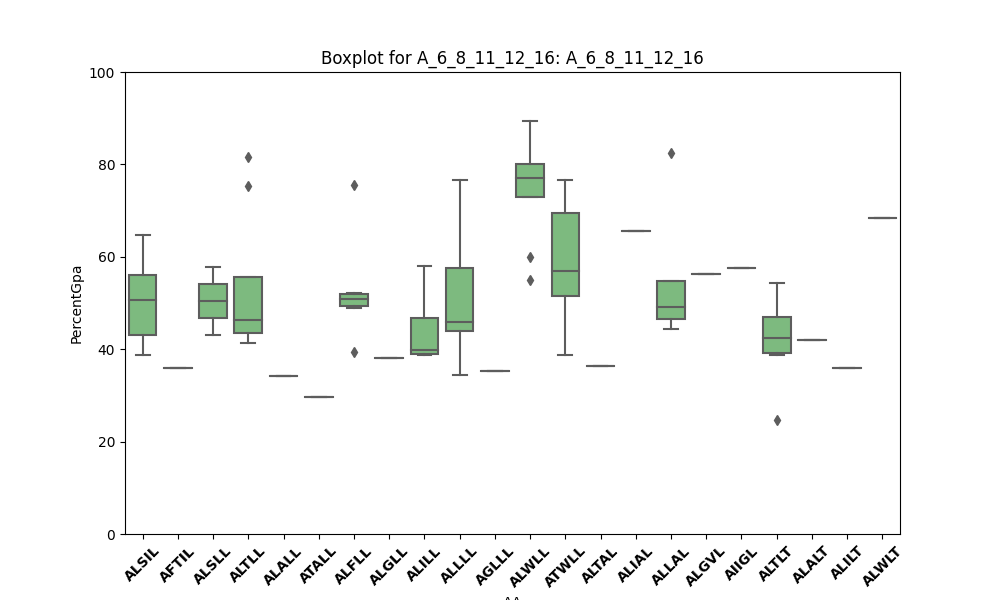 Boxplot for A_6_8_11_12_16: A_6_8_11_12_16
100
80
60
40
20
0
PercentGpa
ALSIL AFTIL ALSLL ALTLL ALALL ATALL ALFLL ALGLL ALILL ALLLL AGLLL ALWLL ATWLL ALTAL ALIAL ALLAL ALGVL AIIGL ALTLT ALALT ALILT ALWLT